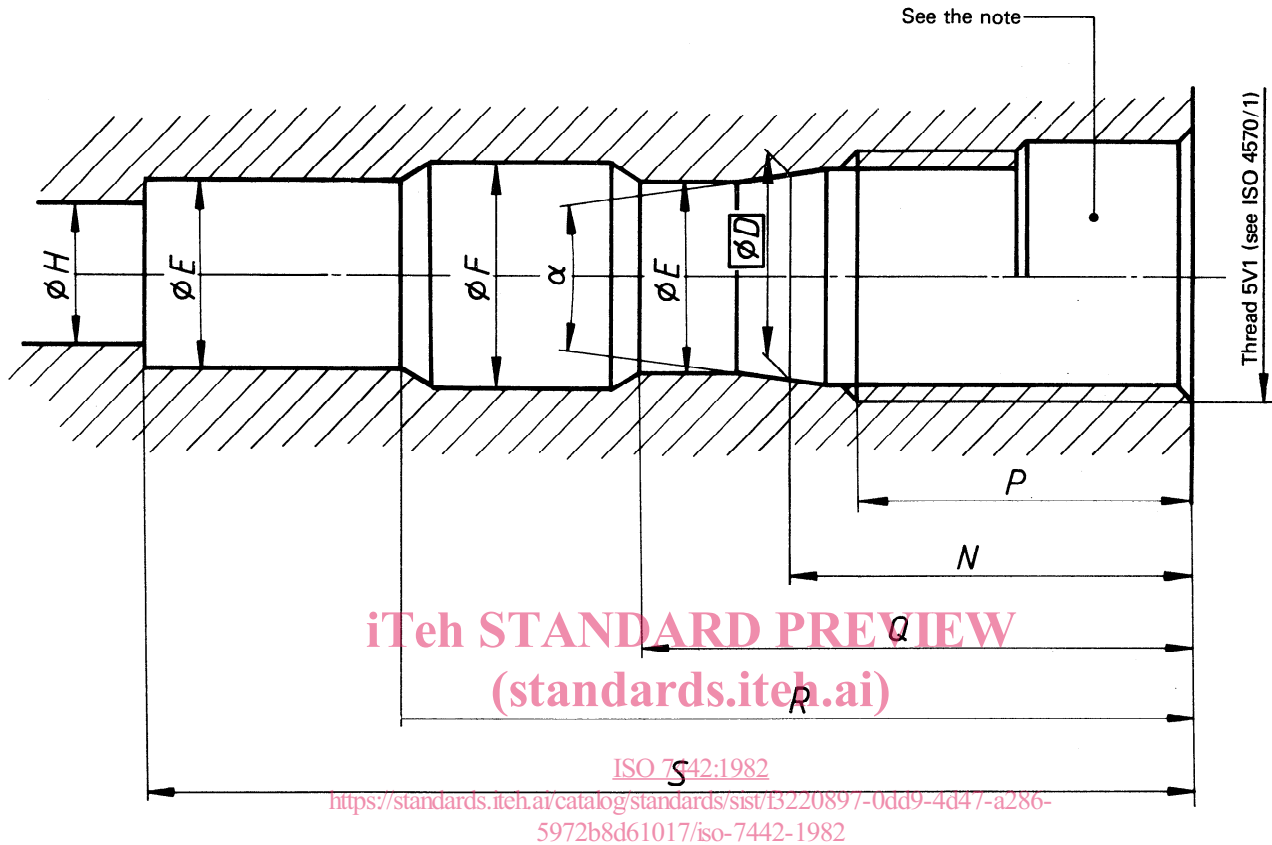 See the note
Thread 5V1 (see ISO 4570/1)
øH
øE
øF
α
øE
øD
P
N
Q
R
S
iTeh STANDARD PREVIEW
(standards.iteh.ai)
ISO 7442:1982
https://standards.iteh.ai/catalog/standards/sist/f3220897-0dd9-4d47-a286-
5972b8d61017/iso-7442-1982